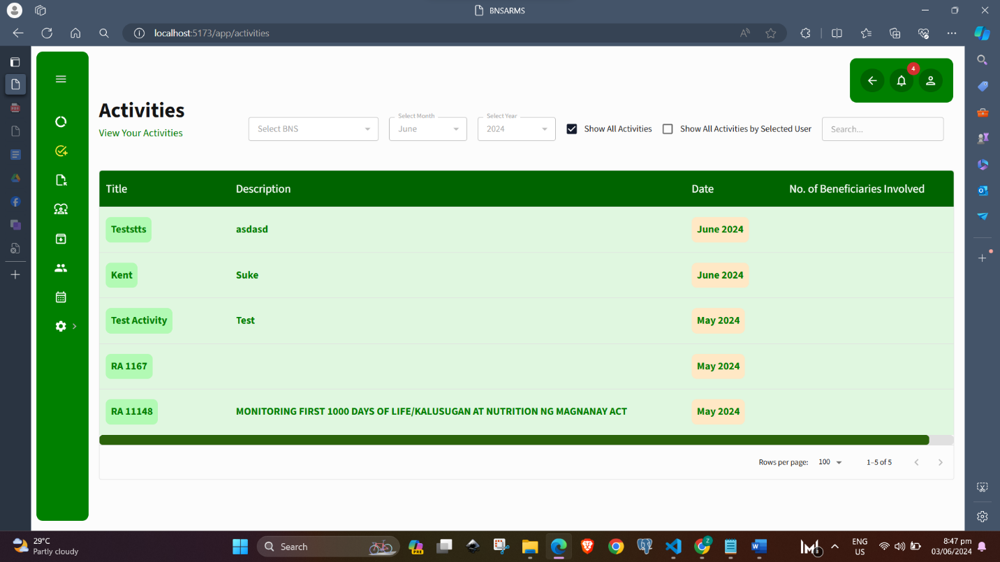 BNSARMS
localhost:5173/app/activities
4
Activities
View Your Activities
Select BNS
Select Month
June
Select Year
2024
Show All Activities
Show All Activities by Selected User
Search...
Title Description Date No. of Beneficiaries Involved
Teststts asdasd June 2024
Kent Suke June 2024
Test Activity Test May 2024
RA 1167 May 2024
RA 11148 MONITORING FIRST 1000 DAYS OF LIFE/KALUSUGAN AT NUTRITION NG MAGNANAY ACT May 2024
Rows per page: 100 1–5 of 5
29°C
Partly cloudy
Search
PRE
ENG
US
8:47 pm
03/06/2024